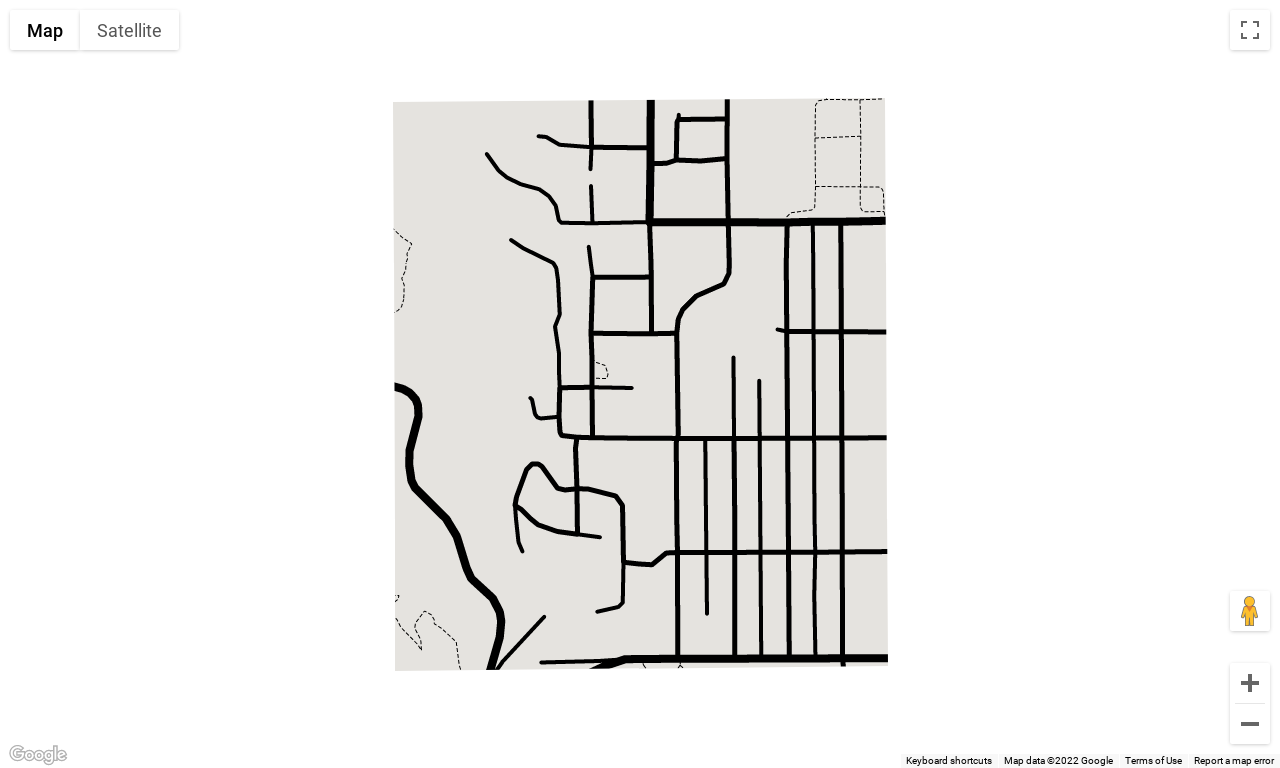 Map Satellite
Google
Keyboard shortcuts Map data ©2022 Google Terms of Use Report a map error